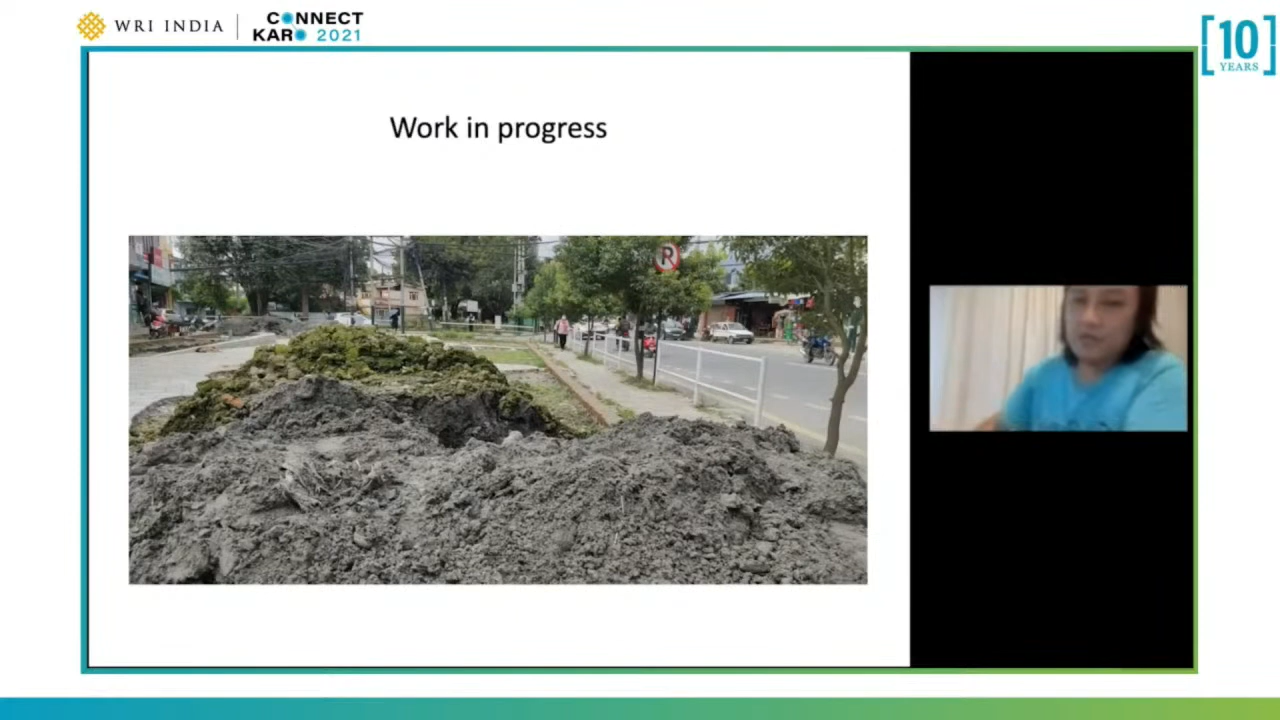 WRI INDIA
CONNECT
KARO 2021
10
YEARS
Work in progress
R